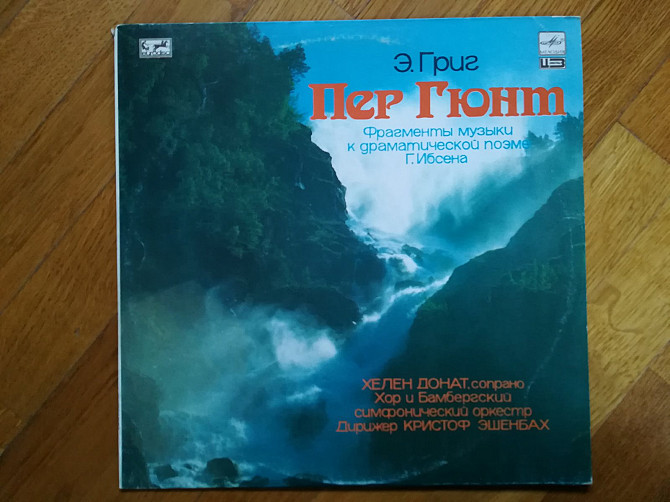 Э. Григ
Пер Гюнт
Фрагменты музыки
к драматической поэме
Г. Ибсена
ХЕЛЕН ДОНАТ, сопрано
Хор и Бамбергский
симфонический оркестр
Дирижер КРИСТОФ ЭШЕНБАХ